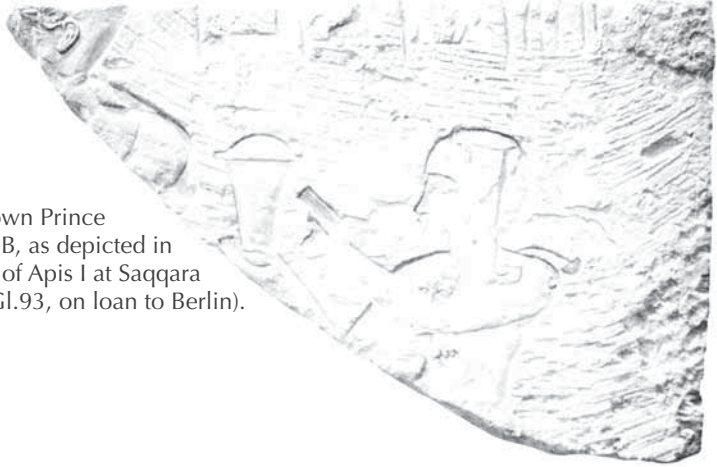 own Prince
B, as depicted in
of Apis I at Saqqara
Gl.93, on loan to Berlin).